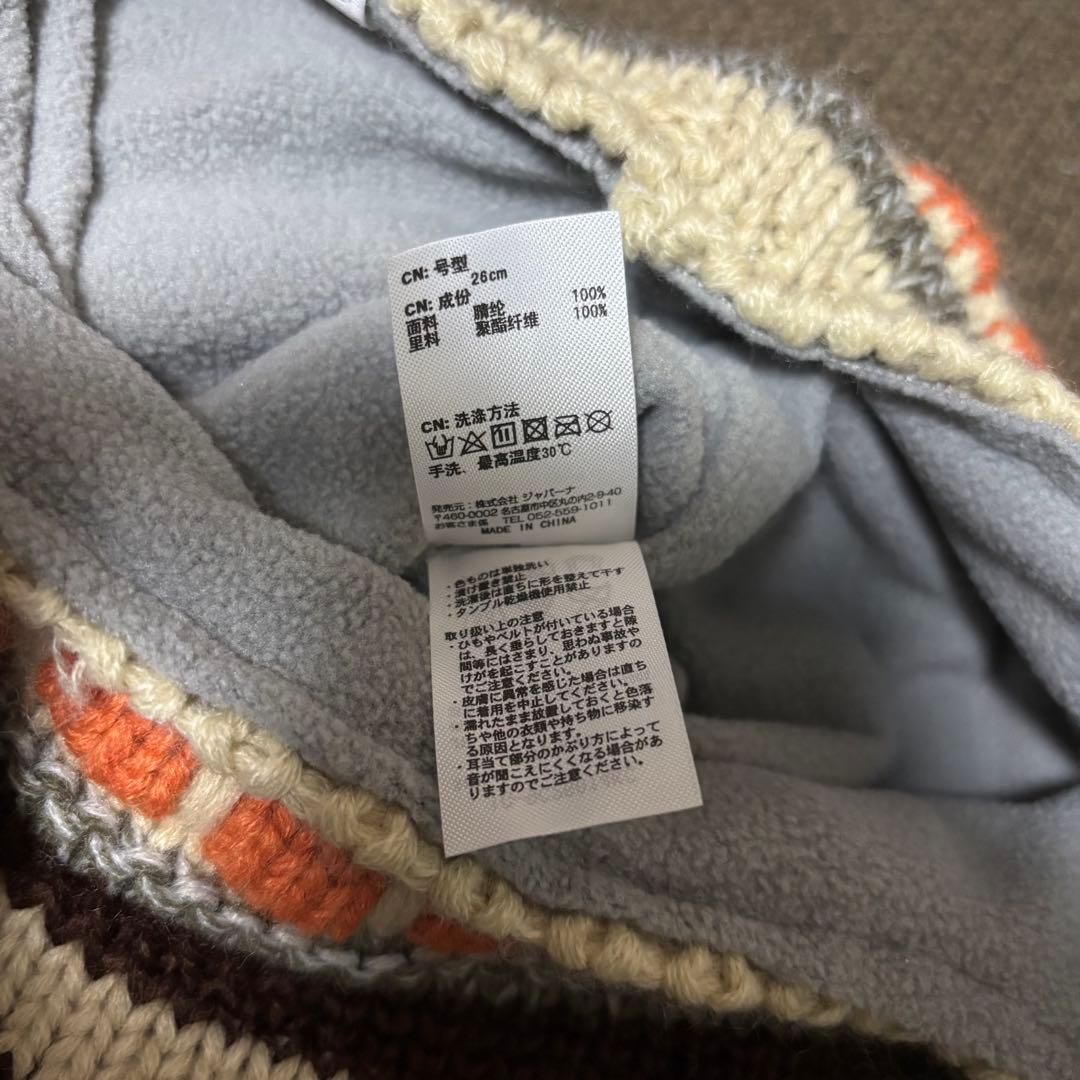 CN: 号型
26cm
CN: 成份
面料 腈纶 100%
里料 聚酯纤维 100%
CN: 洗涤方法
手洗、最高温度30℃
発売元：株式会社 ジャパーナ
〒460-0002 名古屋市中区丸の内2-9-40
お客さま係 TEL 052-559-1011
MADE IN CHINA
・色ものは単独洗い
・漬け置き禁止
・洗濯後は直ちに形を整えて干す
・タンブル乾燥機使用禁止
取り扱い上の注意
・ひもやベルトが付いている場合
は、長く垂らしておきますと隙
間等にはさまり、思わぬ事故や
けがを起こすことがありますの
でご注意ください。
・皮膚に異常を感じた場合は直ち
に着用を中止してください。
・濡れたまま放置しておくと色落
ちや他の衣類や持ち物に移染す
る原因となります。
・耳当て部分のかぶり方によって
音が聞こえにくくなる場合があ
りますのでご注意ください。